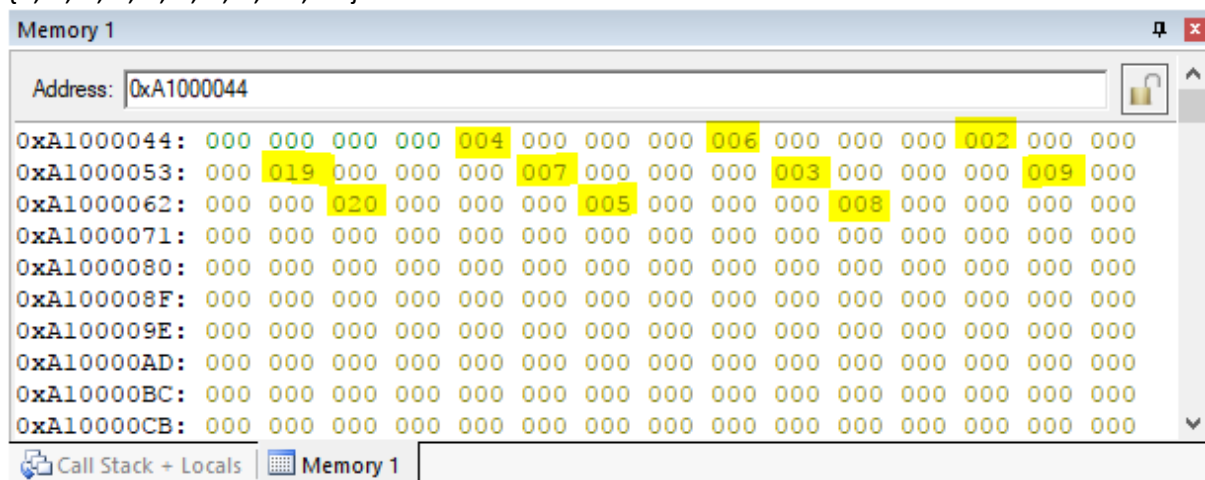 Memory 1
Address: 0xA1000044
0xA1000044: 000 000 000 000 004 000 000 000 006 000 000 000 002 000 000
0xA1000053: 000 019 000 000 000 007 000 000 000 003 000 000 000 009 000
0xA1000062: 000 000 020 000 000 000 005 000 000 000 008 000 000 000 000
0xA1000071: 000 000 000 000 000 000 000 000 000 000 000 000 000 000 000
0xA1000080: 000 000 000 000 000 000 000 000 000 000 000 000 000 000 000
0xA100008F: 000 000 000 000 000 000 000 000 000 000 000 000 000 000 000
0xA100009E: 000 000 000 000 000 000 000 000 000 000 000 000 000 000 000
0xA10000AD: 000 000 000 000 000 000 000 000 000 000 000 000 000 000 000
0xA10000BC: 000 000 000 000 000 000 000 000 000 000 000 000 000 000 000
0xA10000CB: 000 000 000 000 000 000 000 000 000 000 000 000 000 000 000
Call Stack + Locals Memory 1